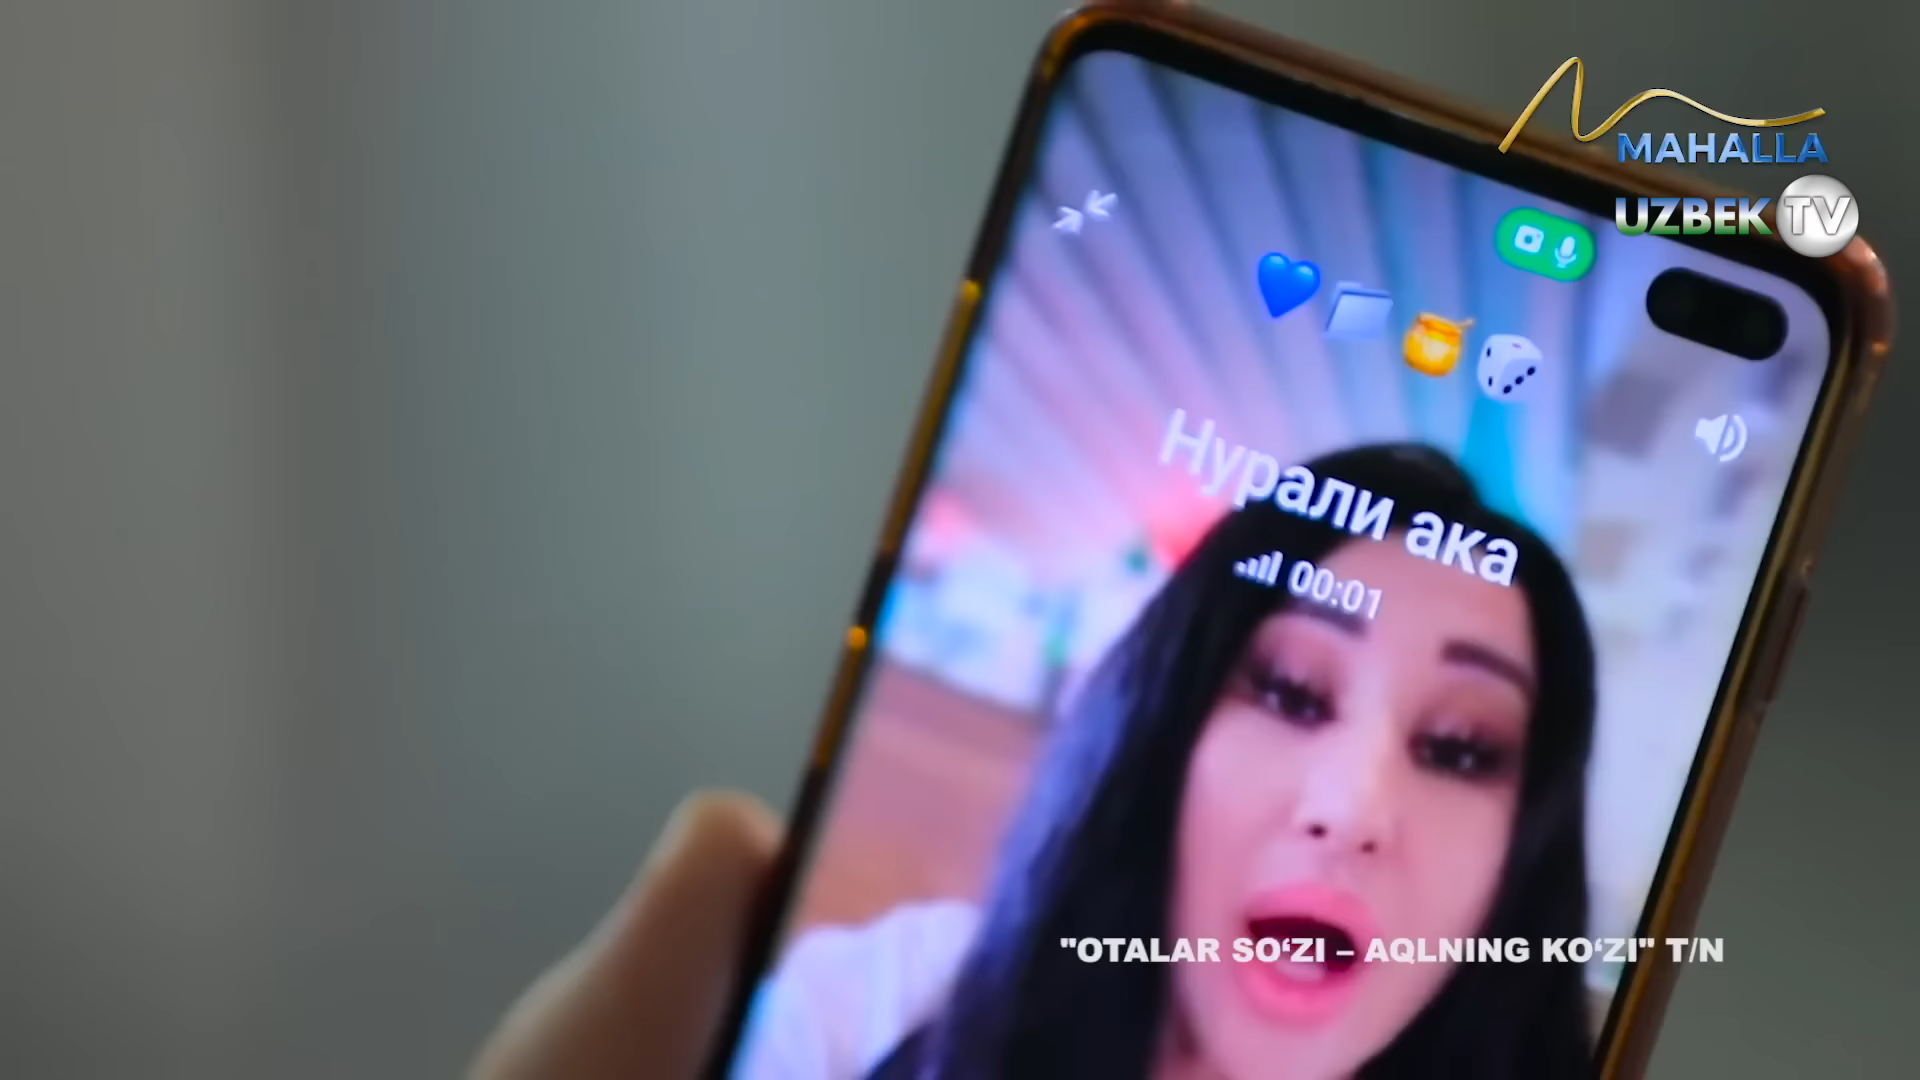 MAHALLA
UZBEK TV
Нурали ака
00:01
"OTALAR SO‘ZI – AQLNING KO‘ZI" T/N